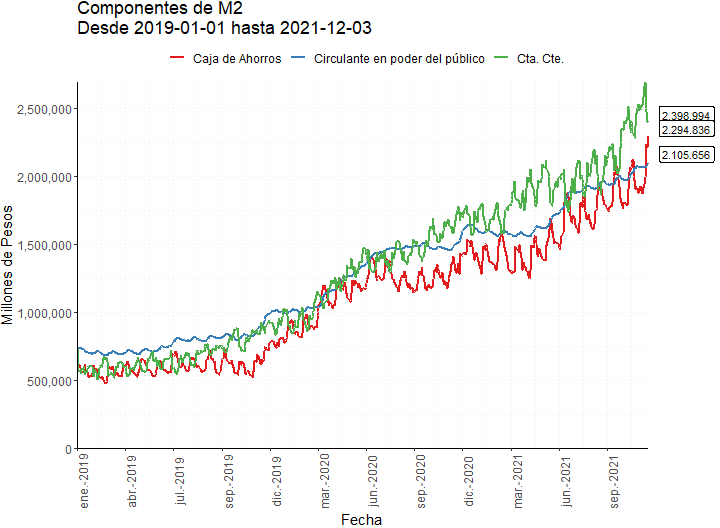 Componentes de M2
Desde 2019-01-01 hasta 2021-12-03
Caja de Ahorros Circulante en poder del público Cta. Cte.
2,500,000
2,000,000
1,500,000
1,000,000
500,000
0
Millones de Pesos
2.398.994
2.294.836
2.105.656
ene.-2019 abr.-2019 jul.-2019 sep.-2019 dic.-2019 mar.-2020 jun.-2020 sep.-2020 dic.-2020 mar.-2021 jun.-2021 sep.-2021
Fecha